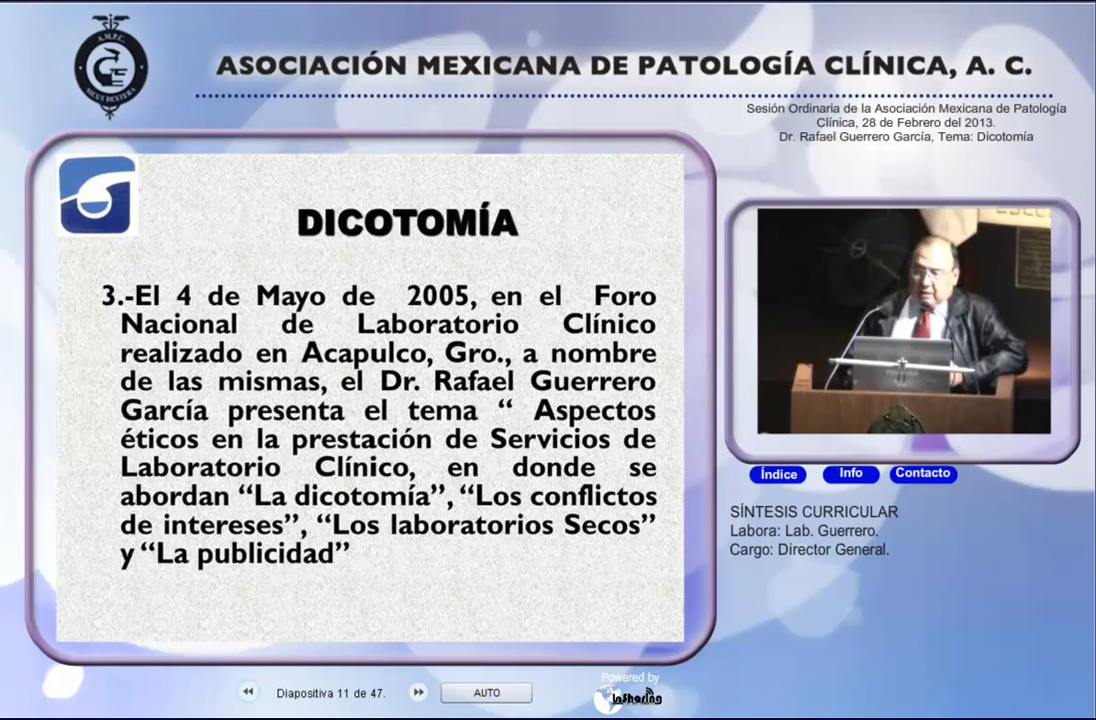 A.M.P.C.
SICUT DEXTERA
ASOCIACIÓN MEXICANA DE PATOLOGÍA CLÍNICA, A. C.
Sesión Ordinaria de la Asociación Mexicana de Patología
Clínica, 28 de Febrero del 2013.
Dr. Rafael Guerrero García, Tema: Dicotomía
DICOTOMÍA
3.-El 4 de Mayo de 2005, en el Foro
Nacional de Laboratorio Clínico
realizado en Acapulco, Gro., a nombre
de las mismas, el Dr. Rafael Guerrero
García presenta el tema “ Aspectos
éticos en la prestación de Servicios de
Laboratorio Clínico, en donde se
abordan “La dicotomía”, “Los conflictos
de intereses”, “Los laboratorios Secos”
y “La publicidad”
Índice Info Contacto
SÍNTESIS CURRICULAR
Labora: Lab. Guerrero.
Cargo: Director General.
Diapositiva 11 de 47.
AUTO
Powered by
InSharing